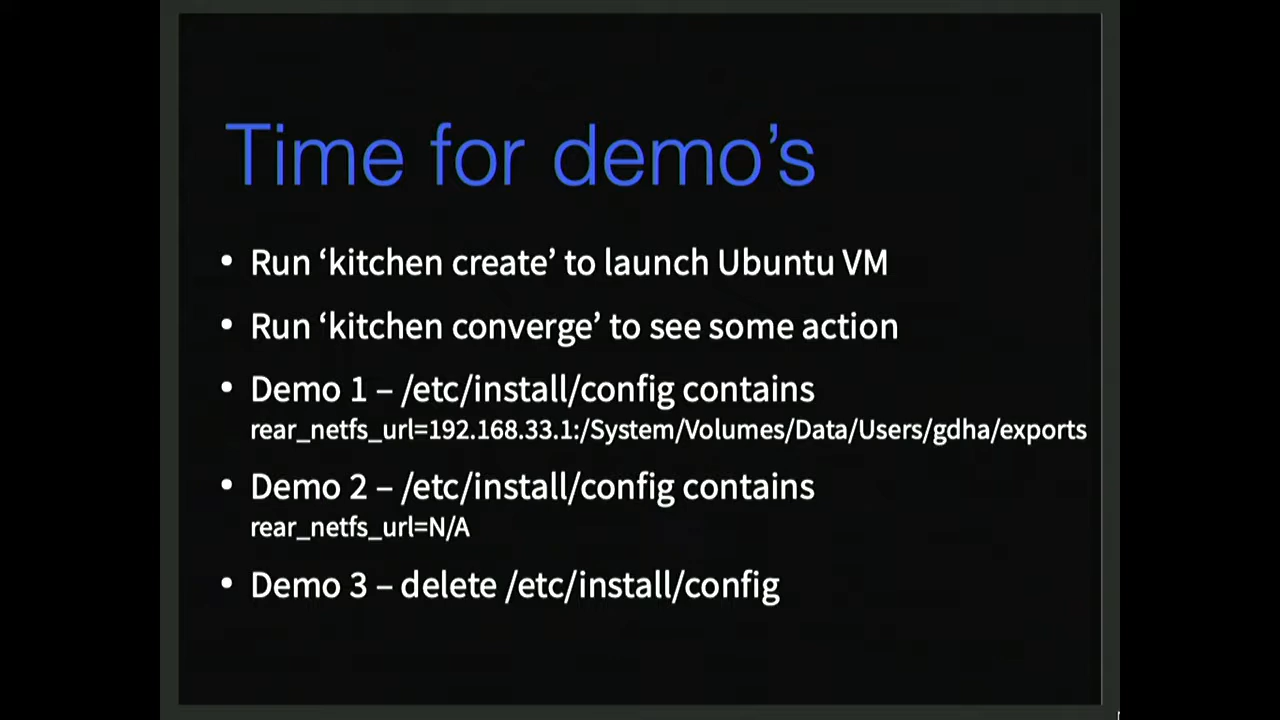 Time for demo’s
• Run ‘kitchen create’ to launch Ubuntu VM
• Run ‘kitchen converge’ to see some action
• Demo 1 – /etc/install/config contains
rear_netfs_url=192.168.33.1:/System/Volumes/Data/Users/gdha/exports
• Demo 2 – /etc/install/config contains
rear_netfs_url=N/A
• Demo 3 – delete /etc/install/config